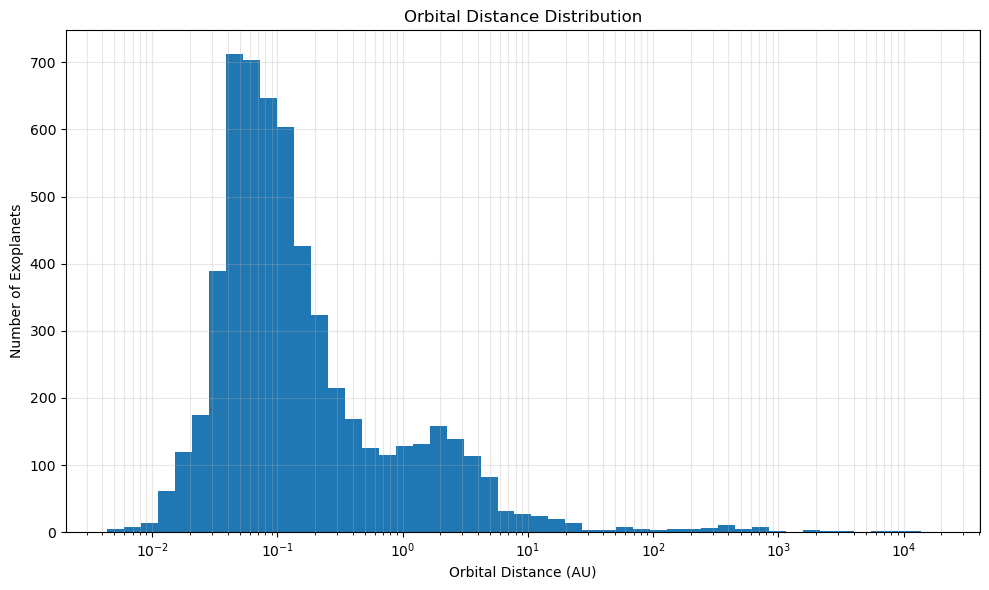 Orbital Distance Distribution
Number of Exoplanets
700
600
500
400
300
200
100
0
10⁻² 10⁻¹ 10⁰ 10¹ 10² 10³ 10⁴
Orbital Distance (AU)